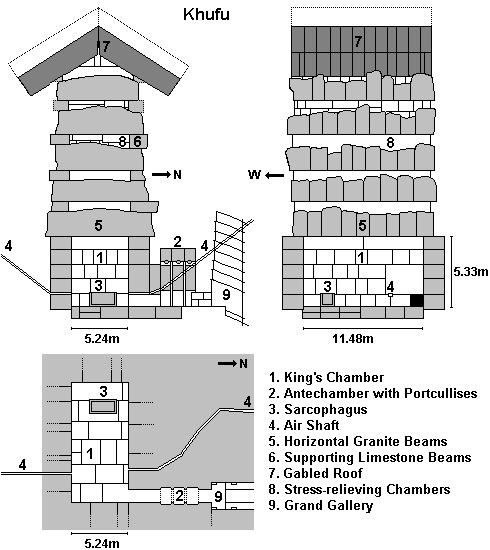 Khufu
7
7
8 6
8
N
W
5
5
4
1
2
4
1
3
9
3
4
5.33m
5.24m
11.48m
N
3
4
1
4
2
9
5.24m
1. King's Chamber
2. Antechamber with Portcullises
3. Sarcophagus
4. Air Shaft
5. Horizontal Granite Beams
6. Supporting Limestone Beams
7. Gabled Roof
8. Stress-relieving Chambers
9. Grand Gallery